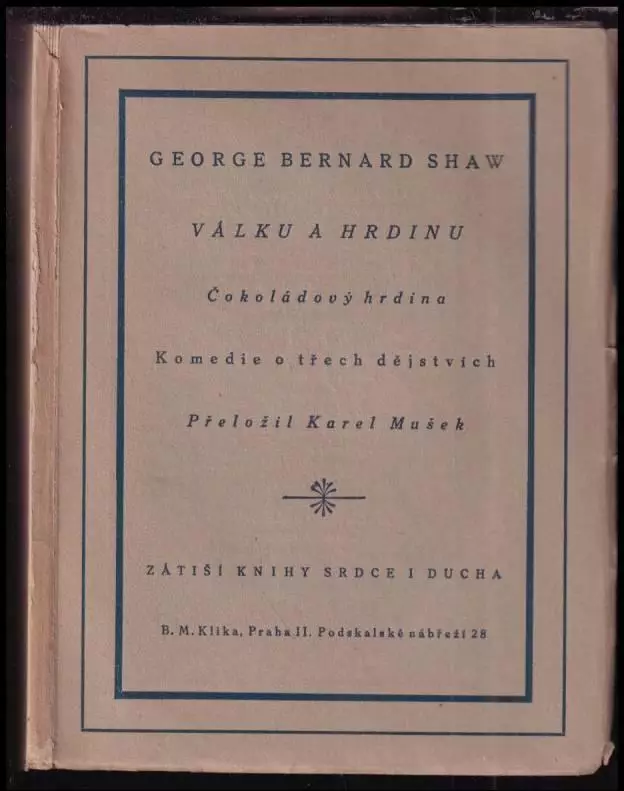 GEORGE BERNARD SHAW
VÁLKU A HRDINU
Čokoládový hrdina
Komedie o třech dějstvích
Přeložil Karel Mušek
ZÁTIŠÍ KNIHY SRDCE I DUCHA
B. M. Klika, Praha II. Podskalské nábřeží 28